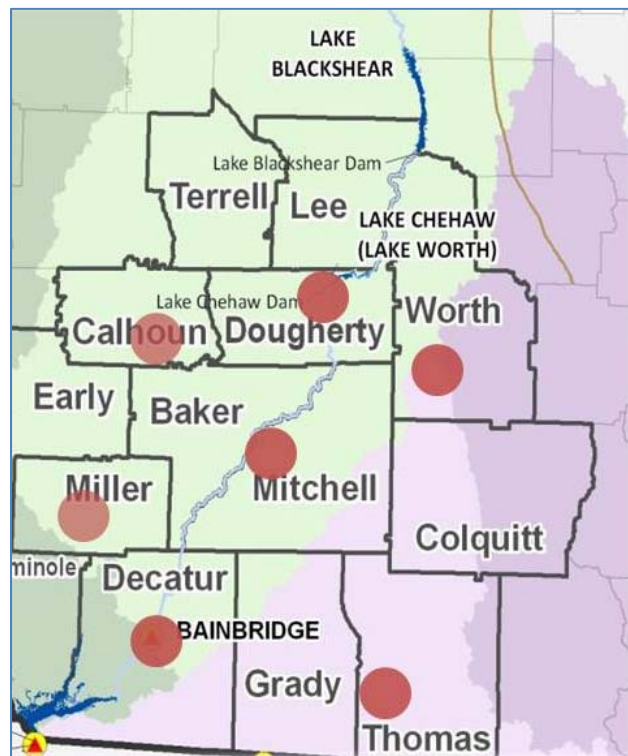 LAKE
BLACKSHEAR
Lake Blackshear Dam
Terrell
Lee
LAKE CHEHAW
(LAKE WORTH)
Lake Chehaw Dam
Calhoun
Dougherty
Worth
Early
Baker
Miller
Mitchell
Colquitt
minole
Decatur
BAINBRIDGE
Grady
Thomas